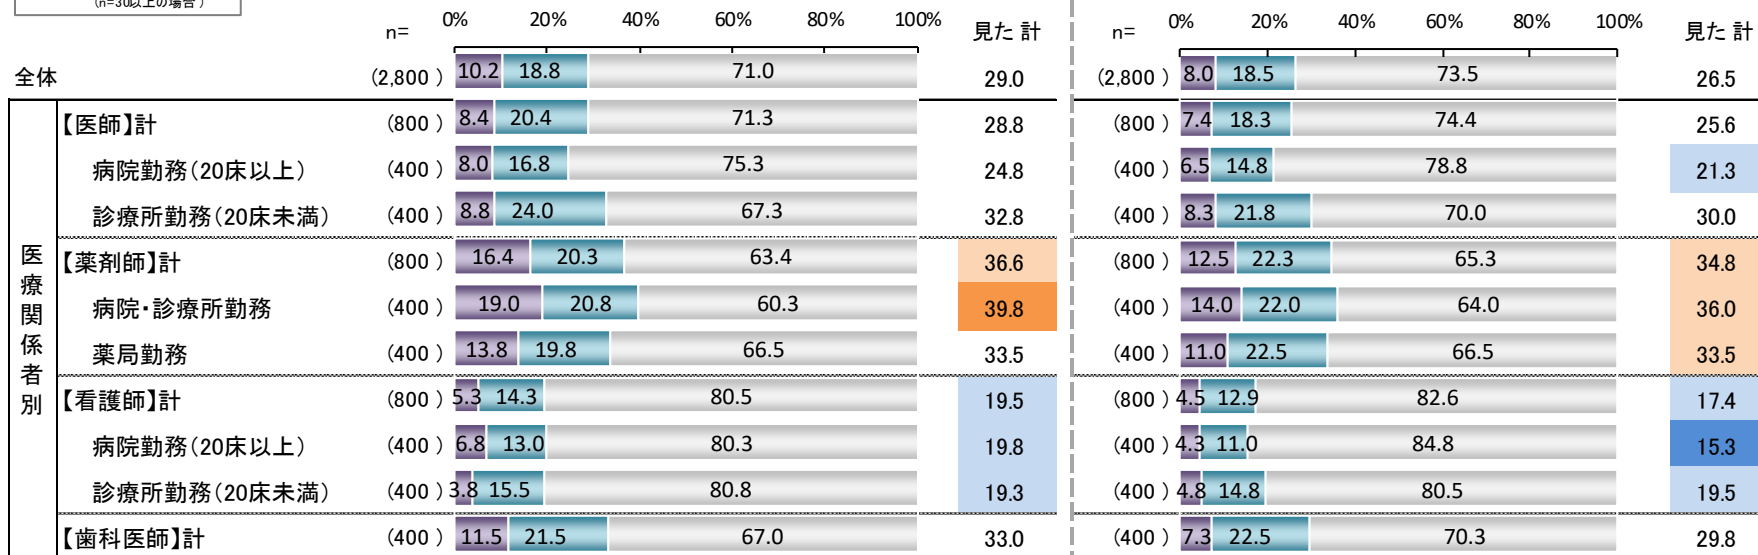 (n=30以上の場合)
n= 0% 20% 40% 60% 80% 100% 見た 計 n= 0% 20% 40% 60% 80% 100% 見た 計
全体 (2,800 ) 10.2 18.8 71.0 29.0 (2,800 ) 8.0 18.5 73.5 26.5
医療関係者別
【医師】計 (800 ) 8.4 20.4 71.3 28.8 (800 ) 7.4 18.3 74.4 25.6
病院勤務(20床以上) (400 ) 8.0 16.8 75.3 24.8 (400 ) 6.5 14.8 78.8 21.3
診療所勤務(20床未満) (400 ) 8.8 24.0 67.3 32.8 (400 ) 8.3 21.8 70.0 30.0
【薬剤師】計 (800 ) 16.4 20.3 63.4 36.6 (800 ) 12.5 22.3 65.3 34.8
病院・診療所勤務 (400 ) 19.0 20.8 60.3 39.8 (400 ) 14.0 22.0 64.0 36.0
薬局勤務 (400 ) 13.8 19.8 66.5 33.5 (400 ) 11.0 22.5 66.5 33.5
【看護師】計 (800 ) 5.3 14.3 80.5 19.5 (800 ) 4.5 12.9 82.6 17.4
病院勤務(20床以上) (400 ) 6.8 13.0 80.3 19.8 (400 ) 4.3 11.0 84.8 15.3
診療所勤務(20床未満) (400 ) 3.8 15.5 80.8 19.3 (400 ) 4.8 14.8 80.5 19.5
【歯科医師】計 (400 ) 11.5 21.5 67.0 33.0 (400 ) 7.3 22.5 70.3 29.8